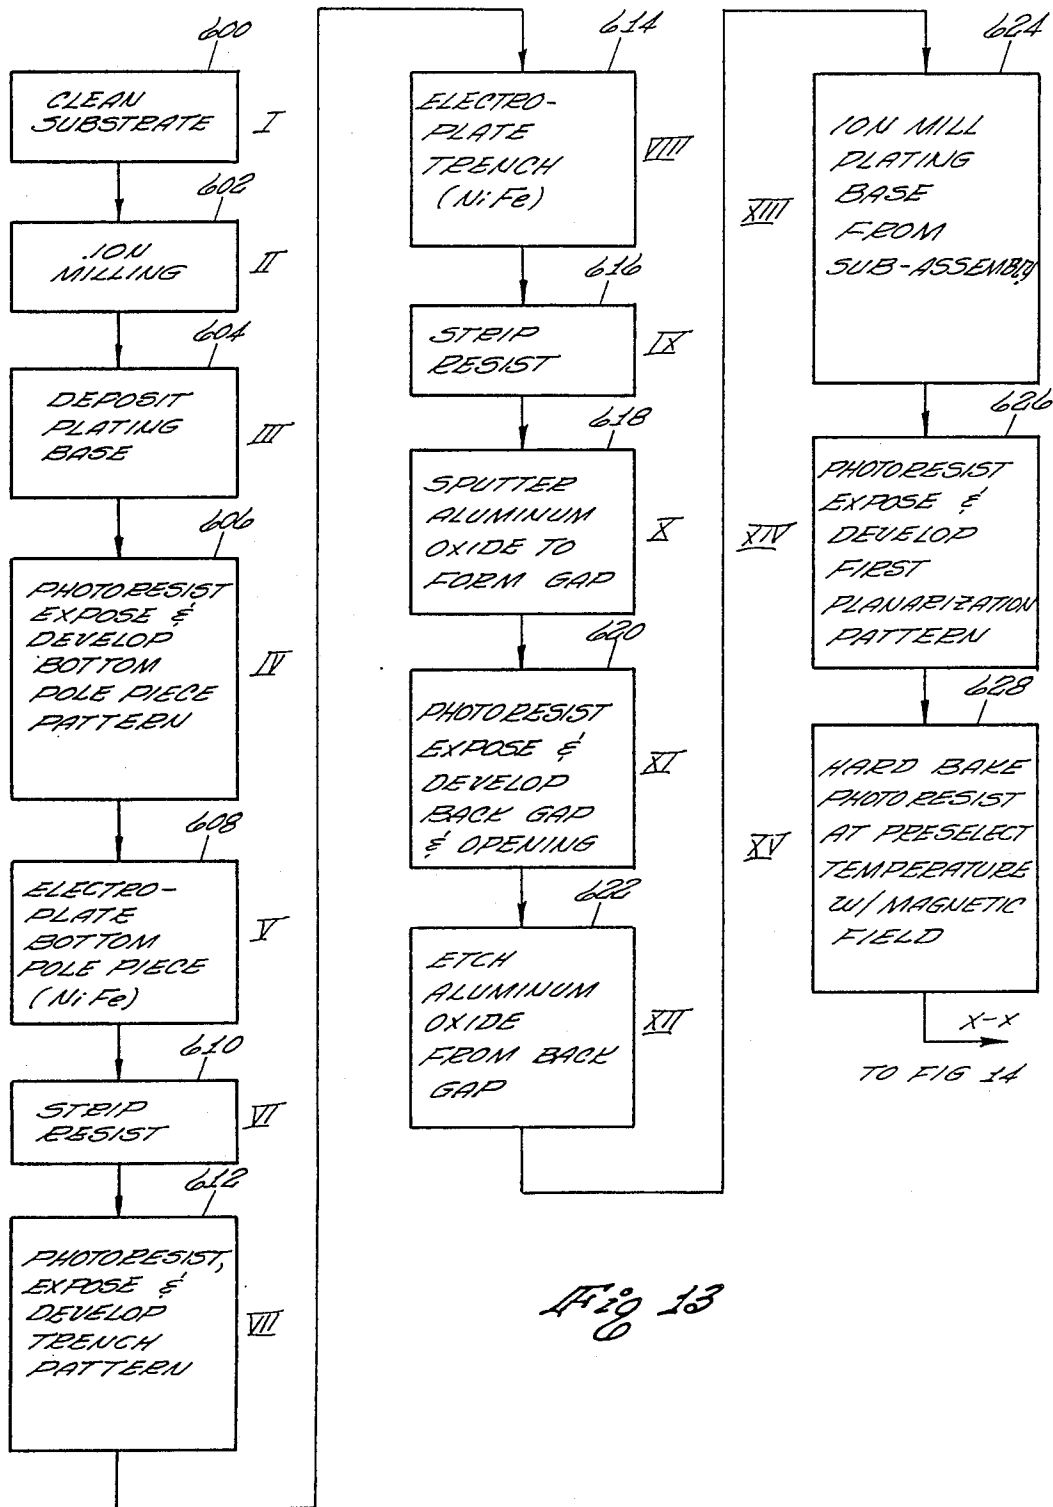 600
CLEAN
SUBSTRATE
I
602
ION
MILLING
II
604
DEPOSIT
PLATING
BASE
III
606
PHOTORESIST
EXPOSE &
DEVELOP
BOTTOM
POLE PIECE
PATTERN
IV
608
ELECTRO-
PLATE
BOTTOM
POLE PIECE
(NiFe)
V
610
STRIP
RESIST
VI
612
PHOTORESIST,
EXPOSE &
DEVELOP
TRENCH
PATTERN
VII
614
ELECTRO-
PLATE
TRENCH
(NiFe)
VIII
616
STRIP
RESIST
IX
618
SPUTTER
ALUMINUM
OXIDE TO
FORM GAP
X
620
PHOTORESIST
EXPOSE &
DEVELOP
BACK GAP
& OPENING
XI
622
ETCH
ALUMINUM
OXIDE
FROM BACK
GAP
XII
624
ION MILL
PLATING
BASE
FROM
SUB-ASSEMBLY
XIII
626
PHOTORESIST
EXPOSE &
DEVELOP
FIRST
PLANARIZATION
PATTERN
XIV
628
HARD BAKE
PHOTORESIST
AT PRESELECT
TEMPERATURE
W/ MAGNETIC
FIELD
XV
X-X
TO FIG 14
Fig 13